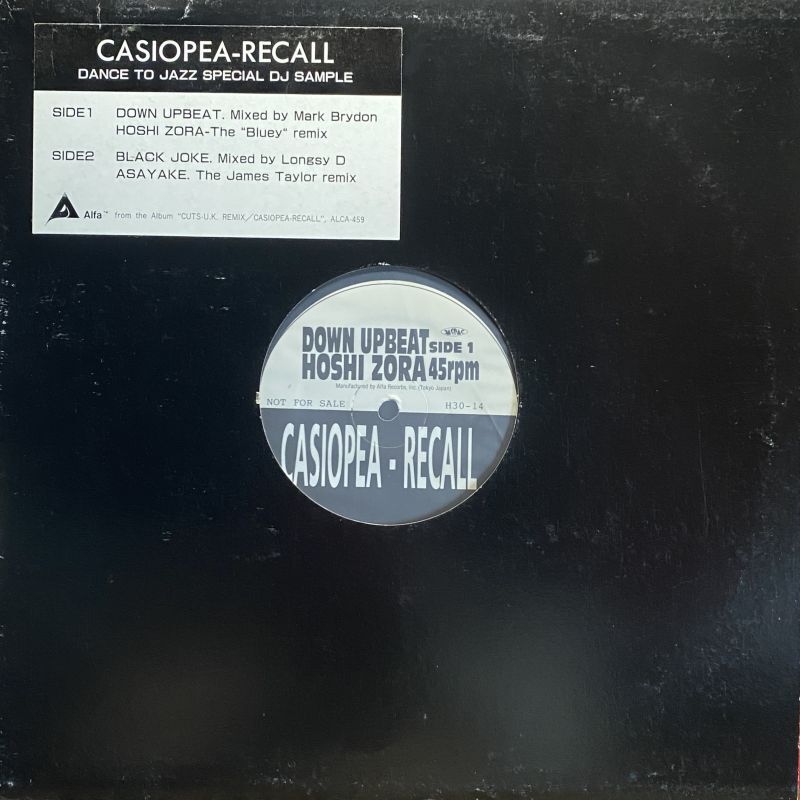 CASIOPEA-RECALL
DANCE TO JAZZ SPECIAL DJ SAMPLE
SIDE1 DOWN UPBEAT. Mixed by Mark Brydon
HOSHI ZORA-The "Bluey" remix
SIDE2 BLACK JOKE. Mixed by Longsy D
ASAYAKE. The James Taylor remix
Alfa™ from the Album "CUTS-U.K. REMIX/CASIOPEA-RECALL", ALCA-459
DOWN UPBEAT SIDE 1
HOSHI ZORA 45rpm
Manufactured by Alfa Records, Inc. (Tokyo Japan)
NOT FOR SALE H30-14
CASIOPEA - RECALL